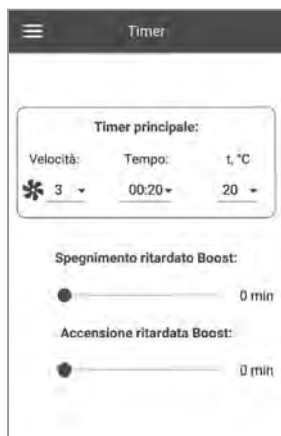 Timer
Timer principale:
Velocità: Tempo: t, °C
3 00:20 20
Spegnimento ritardato Boost:
0 min
Accensione ritardata Boost:
0 min